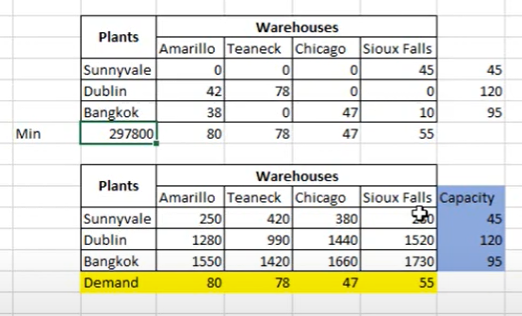 Plants Warehouses
Amarillo Teaneck Chicago Sioux Falls
Sunnyvale 0 0 0 45 45
Dublin 42 78 0 0 120
Bangkok 38 0 47 10 95
Min 297800 80 78 47 55
Plants Warehouses
Amarillo Teaneck Chicago Sioux Falls Capacity
Sunnyvale 250 420 380 45
Dublin 1280 990 1440 1520 120
Bangkok 1550 1420 1660 1730 95
Demand 80 78 47 55